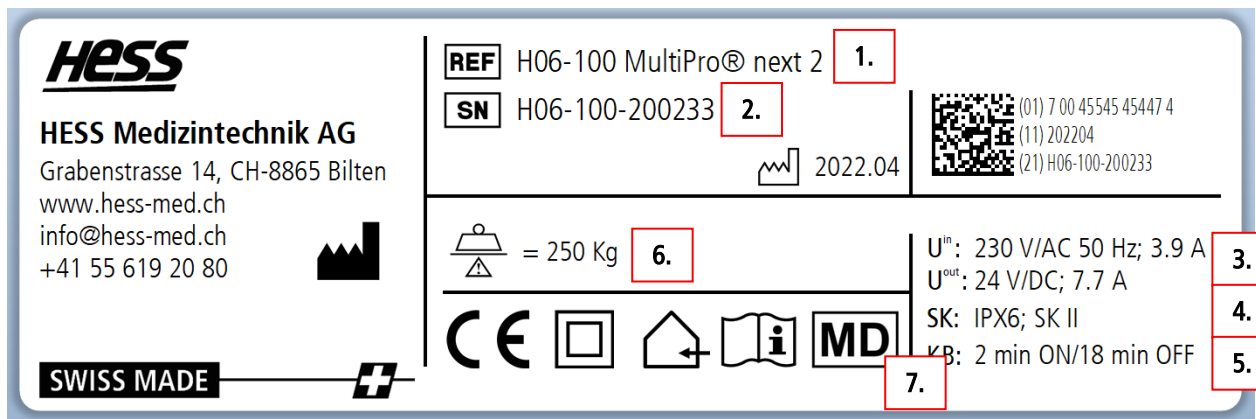 HESS
HESS Medizintechnik AG
Grabenstrasse 14, CH-8865 Bilten
www.hess-med.ch
info@hess-med.ch
+41 55 619 20 80
SWISS MADE
REF H06-100 MultiPro® next 2 1.
SN H06-100-200233 2.
2022.04
(01) 7 00 45545 45447 4
(11) 202204
(21) H06-100-200233
= 250 Kg 6.
CE i MD 7.
Uin: 230 V/AC 50 Hz; 3.9 A 3.
Uout: 24 V/DC; 7.7 A
SK: IPX6; SK II 4.
KB: 2 min ON/18 min OFF 5.